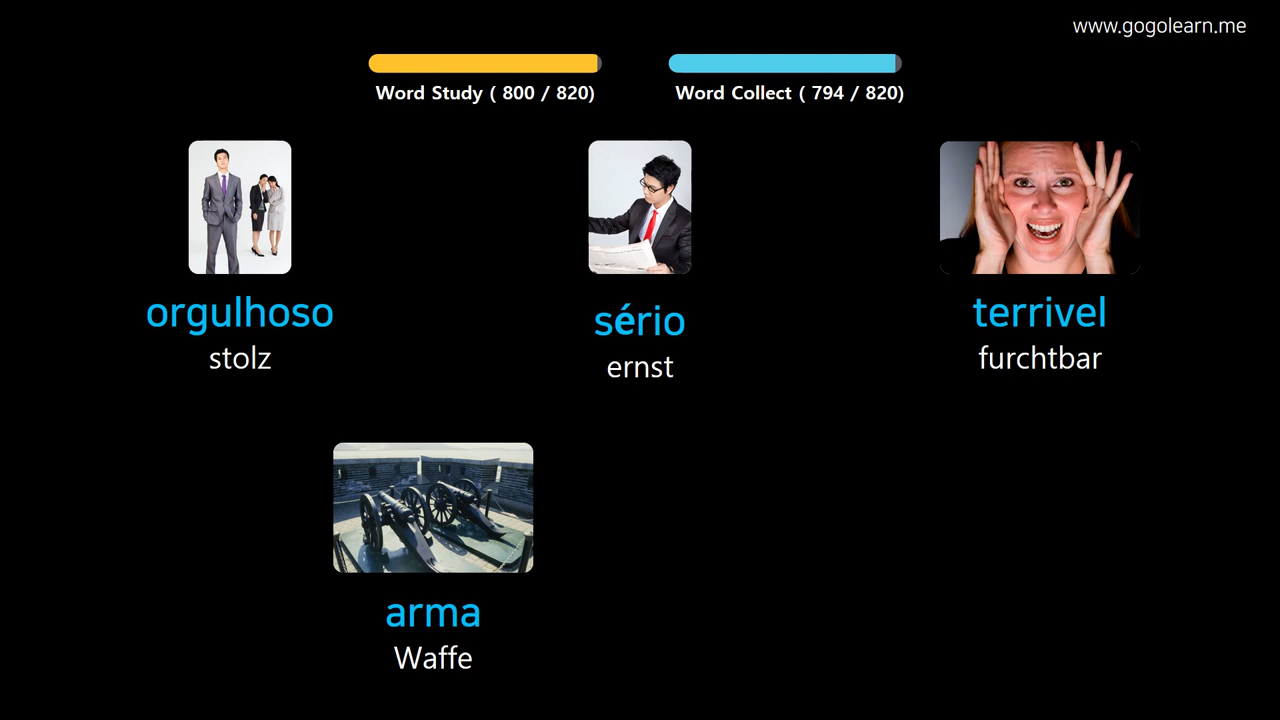 www.gogolearn.me
Word Study ( 800 / 820)
Word Collect ( 794 / 820)
orgulhoso
stolz
sério
ernst
terrivel
furchtbar
arma
Waffe